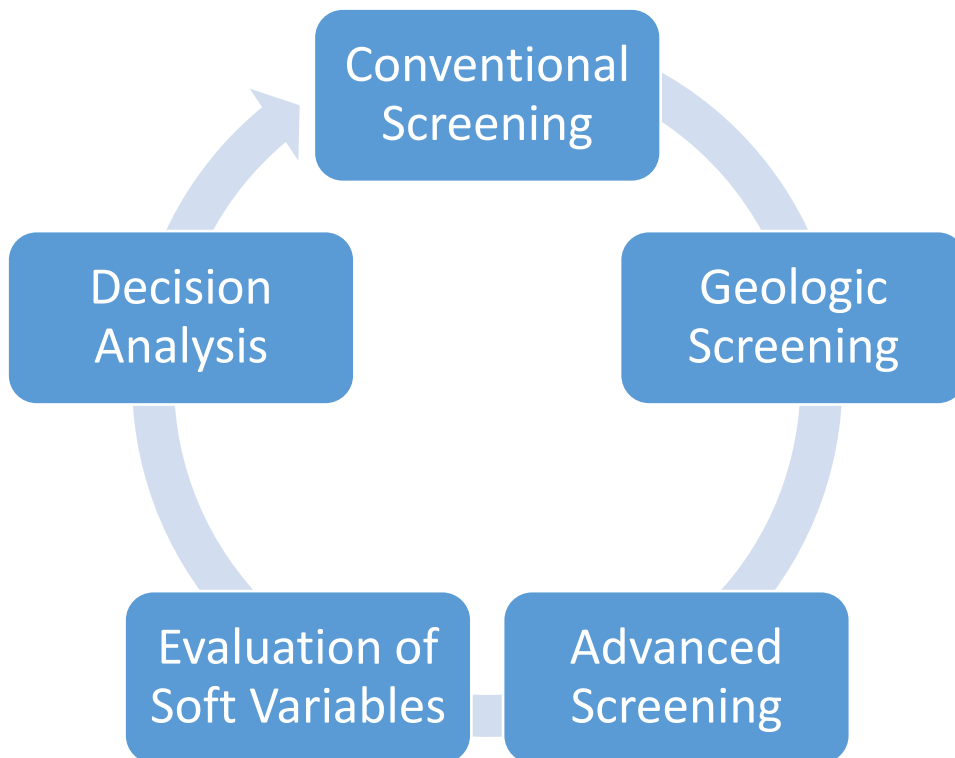 Conventional
Screening
Geologic
Screening
Advanced
Screening
Evaluation of
Soft Variables
Decision
Analysis